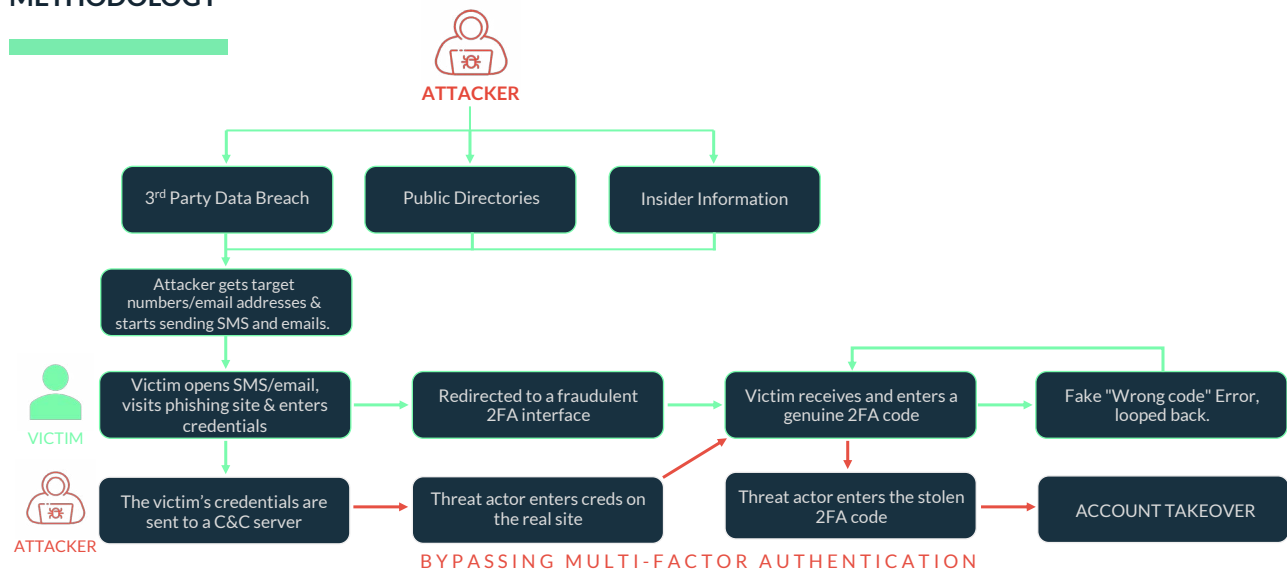 METHODOLOGY
ATTACKER
3rd Party Data Breach
Public Directories
Insider Information
Attacker gets target
numbers/email addresses &
starts sending SMS and emails.
VICTIM
Victim opens SMS/email,
visits phishing site & enters
credentials
Redirected to a fraudulent
2FA interface
Victim receives and enters a
genuine 2FA code
Fake "Wrong code" Error,
looped back.
ATTACKER
The victim's credentials are
sent to a C&C server
Threat actor enters creds on
the real site
Threat actor enters the stolen
2FA code
ACCOUNT TAKEOVER
BYPASSING MULTI-FACTOR AUTHENTICATION